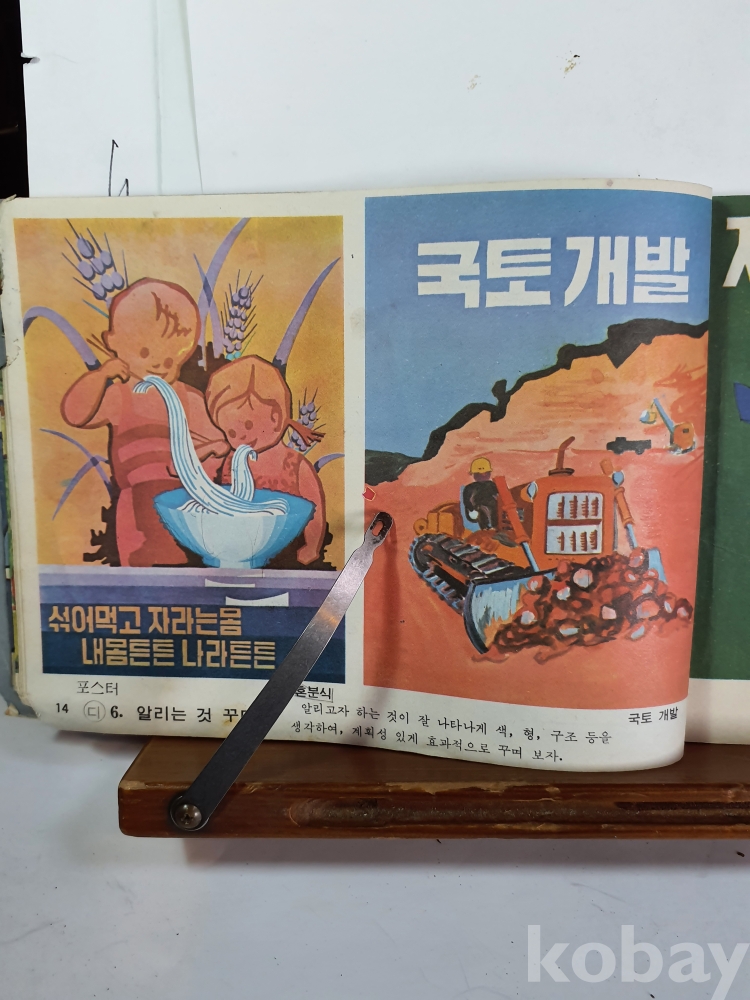 국토개발
섞어먹고 자라는몸
내몸튼튼 나라튼튼
포스터
혼분식
국토 개발
14 디 6. 알리는 것
알리고자 하는 것이 잘 나타나게 색, 형, 구조 등을
생각하여, 계획성 있게 효과적으로 꾸며 보자.
kobay